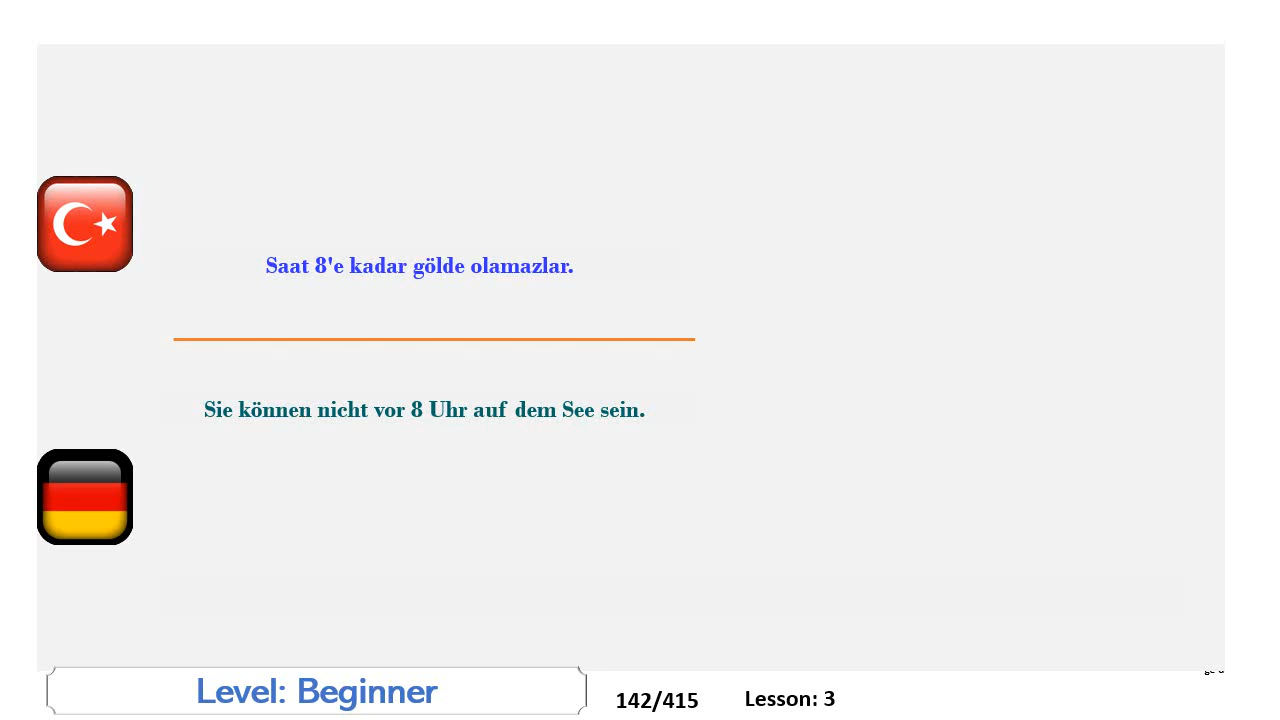 Saat 8'e kadar gölde olamazlar.
Sie können nicht vor 8 Uhr auf dem See sein.
Level: Beginner
142/415
Lesson: 3